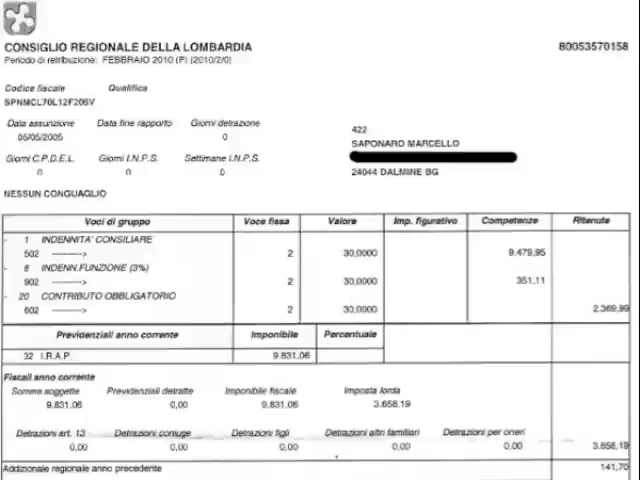 CONSIGLIO REGIONALE DELLA LOMBARDIA 80053570158
Periodo di retribuzione: FEBBRAIO 2010 (P) (2010/2/0)
Codice fiscale Qualifica
SPNMCL70L12F205V
Data assunzione Data fine rapporto Giorni detrazione
05/05/2005 0
422
SAPONARO MARCELLO
Giorni C.P.D.E.L. Giorni I.N.P.S. Settimane I.N.P.S.
0 0 0
24044 DALMINE BG
NESSUN CONGUAGLIO
Voci di gruppo Voce fissa Valore Imp. figurativo Competenze Ritenute
- 1 INDENNITA' CONSILIARE
502 ----------> 2 30,0000 9.479,95
- 8 INDENN.FUNZIONE (3%)
902 ----------> 2 30,0000 351,11
- 20 CONTRIBUTO OBBLIGATORIO
602 ----------> 2 30,0000 2.369,99
Previdenziali anno corrente Imponibile Percentuale
32 I.R.A.P. 9.831,06
Fiscali anno corrente
Somme soggette Previdenziali detratte Imponibile fiscale Imposta lorda
9.831,06 0,00 9.831,06 3.658,19
Detrazioni art. 13 Detrazioni coniuge Detrazioni figli Detrazioni altri familiari Detrazioni per oneri
0,00 0,00 0,00 0,00 0,00 3.658,19
Addizionale regionale anno precedente 141,70